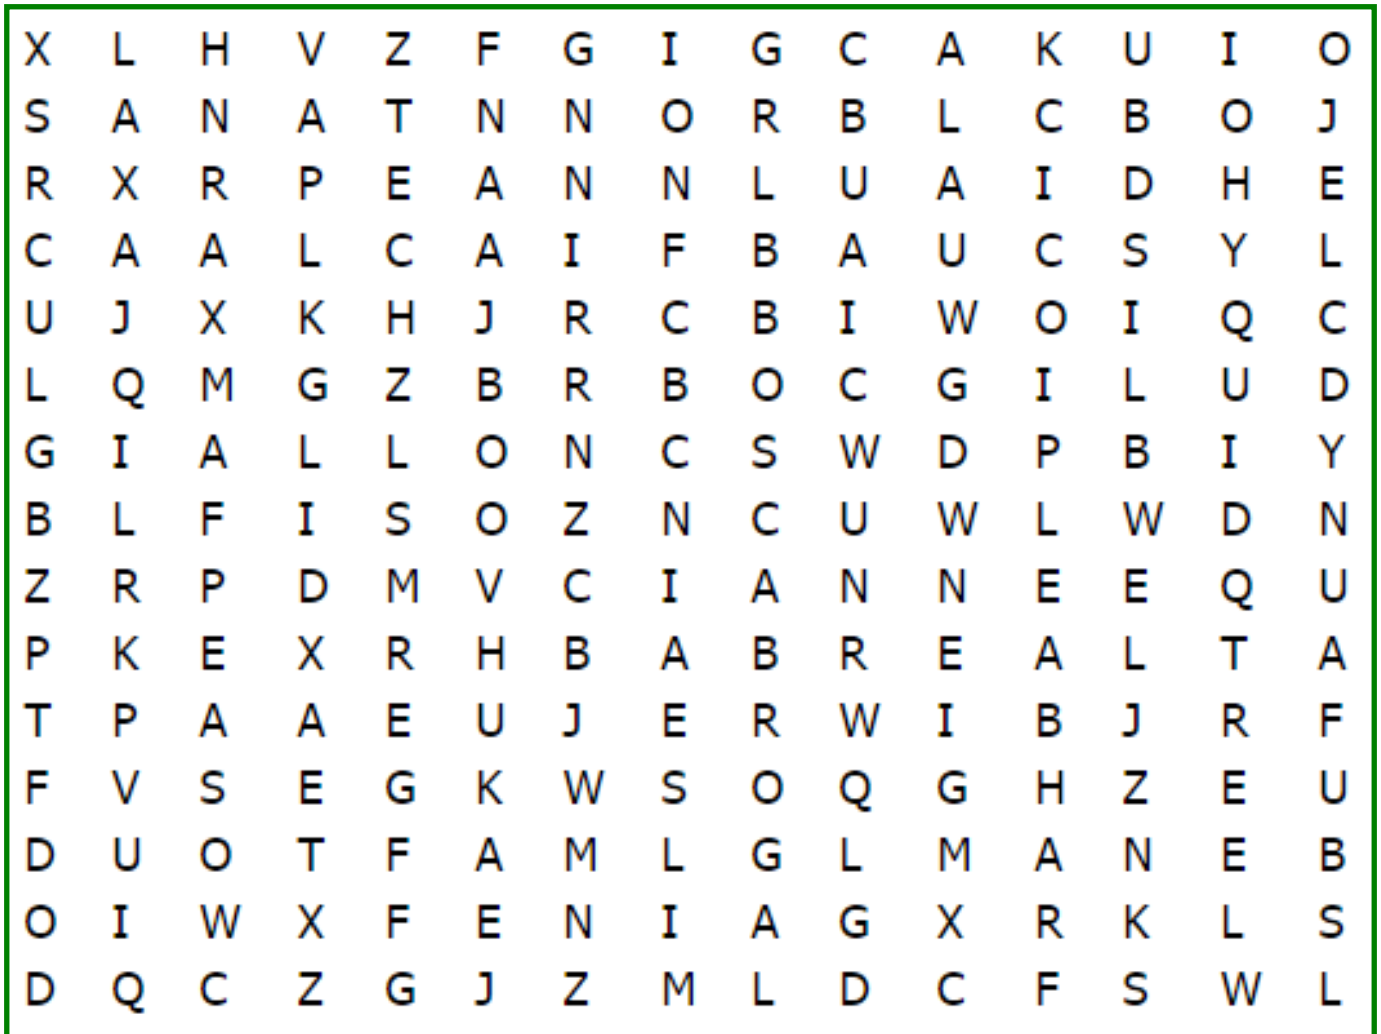 X L H V Z F G I G C A K U I O
S A N A T N N O R B L C B O J
R X R P E A N N L U A I D H E
C A A L C A I F B A U C S Y L
U J X K H J R C B I W O I Q C
L Q M G Z B R B O C G I L U D
G I A L L O N C S W D P B I Y
B L F I S O Z N C U W L W D N
Z R P D M V C I A N N E E Q U
P K E X R H B A B R E A L T A
T P A A E U J E R W I B J R F
F V S E G K W S O Q G H Z E U
D U O T F A M L G L M A N E B
O I W X F E N I A G X R K L S
D Q C Z G J Z M L D C F S W L